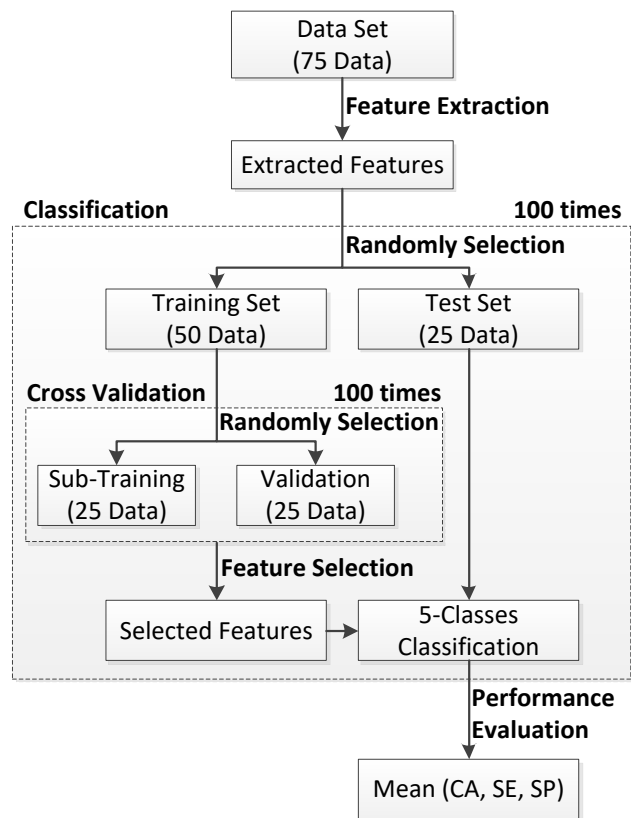 Data Set
(75 Data)
Feature Extraction
Extracted Features
Classification
100 times
Randomly Selection
Training Set
(50 Data)
Test Set
(25 Data)
Cross Validation
100 times
Randomly Selection
Sub-Training
(25 Data)
Validation
(25 Data)
Feature Selection
Selected Features
5-Classes
Classification
Performance
Evaluation
Mean (CA, SE, SP)